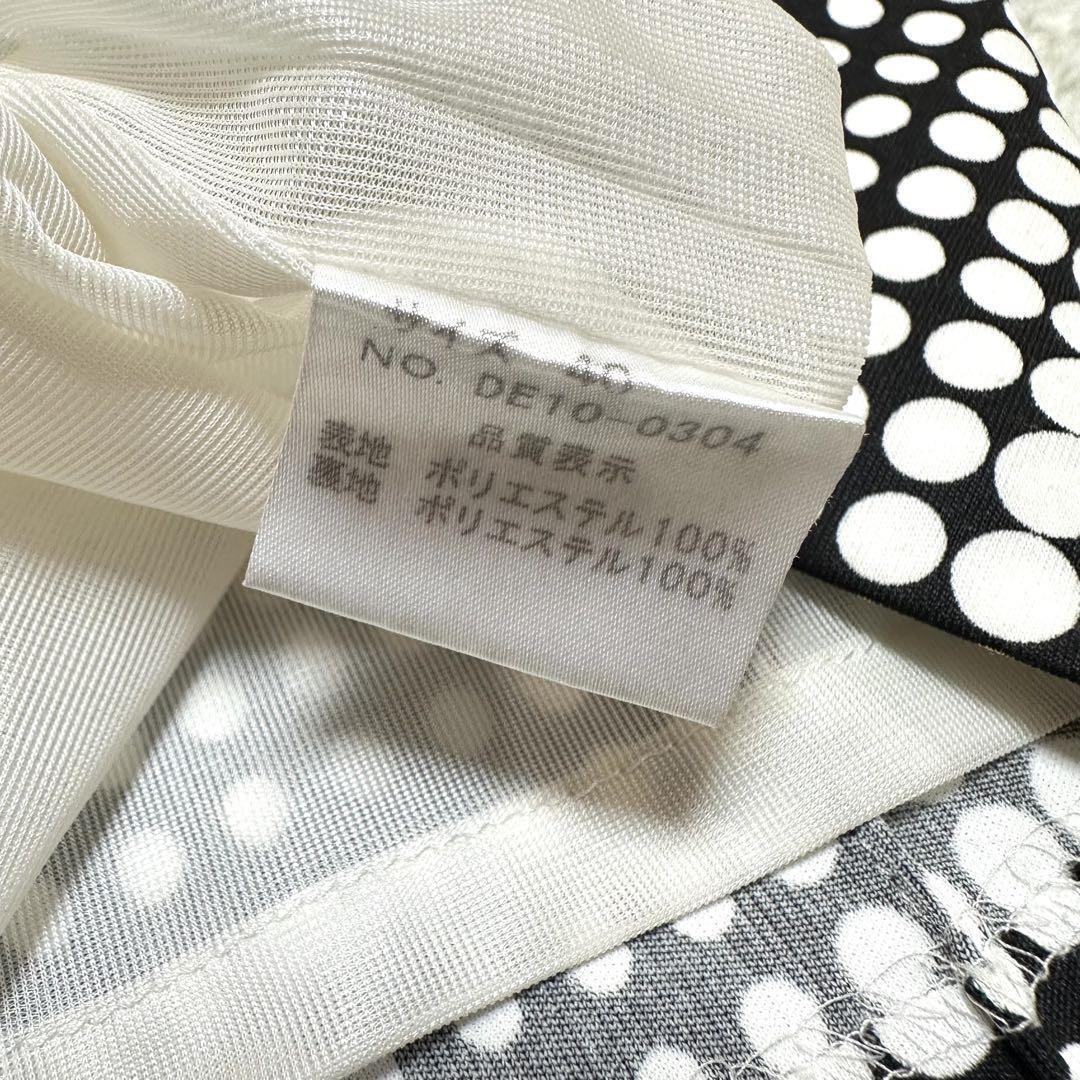 サイズ 40
NO. DE10-0304
品質表示
表地 ポリエステル100%
裏地 ポリエステル100%